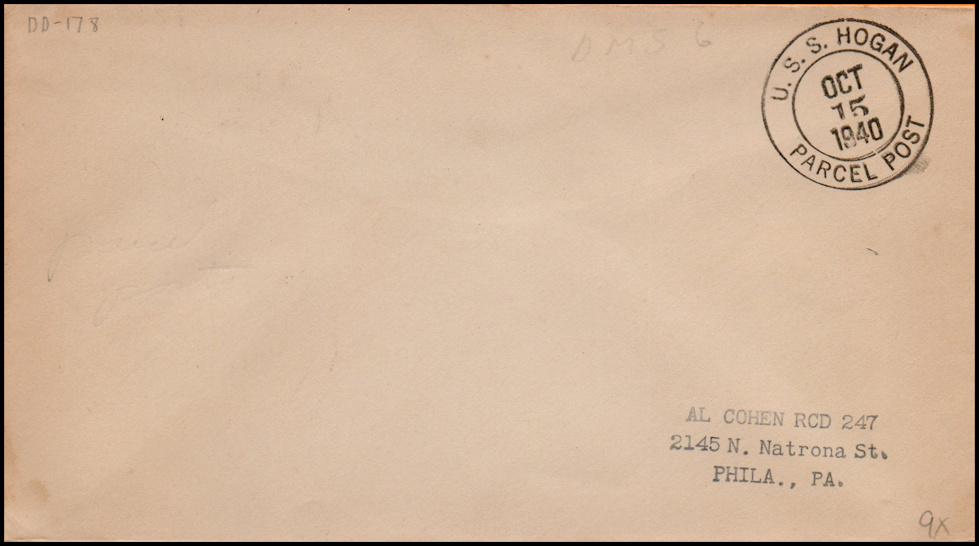 DD-178
DMS 6
U. S. S. HOGAN
OCT
15
1940
PARCEL POST
AL COHEN RCD 247
2145 N. Natrona St.
PHILA., PA.
9X